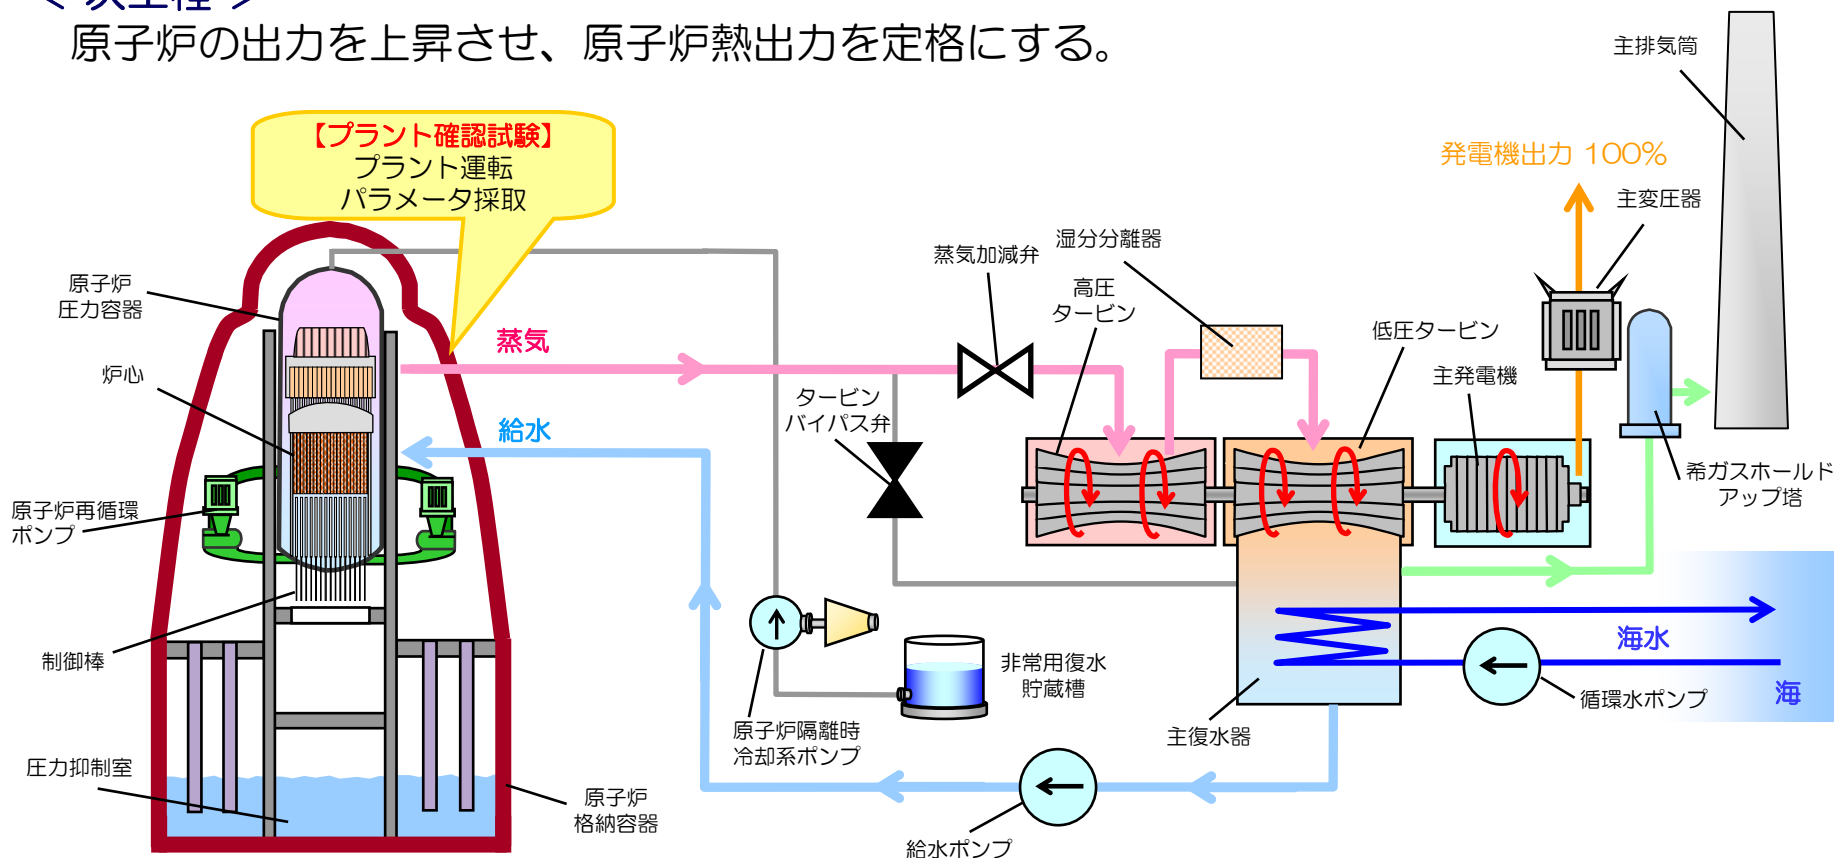 ＜ 次工程 ＞
原子炉の出力を上昇させ、原子炉熱出力を定格にする。
主排気筒
【プラント確認試験】
プラント運転
パラメータ採取
発電機出力 100%
主変圧器
蒸気加減弁
湿分分離器
原子炉
圧力容器
高圧
タービン
低圧タービン
蒸気
炉心
主発電機
タービン
バイパス弁
給水
希ガスホールド
アップ塔
原子炉再循環
ポンプ
制御棒
非常用復水
貯蔵槽
海水
海
循環水ポンプ
原子炉隔離時
冷却系ポンプ
主復水器
圧力抑制室
原子炉
格納容器
給水ポンプ